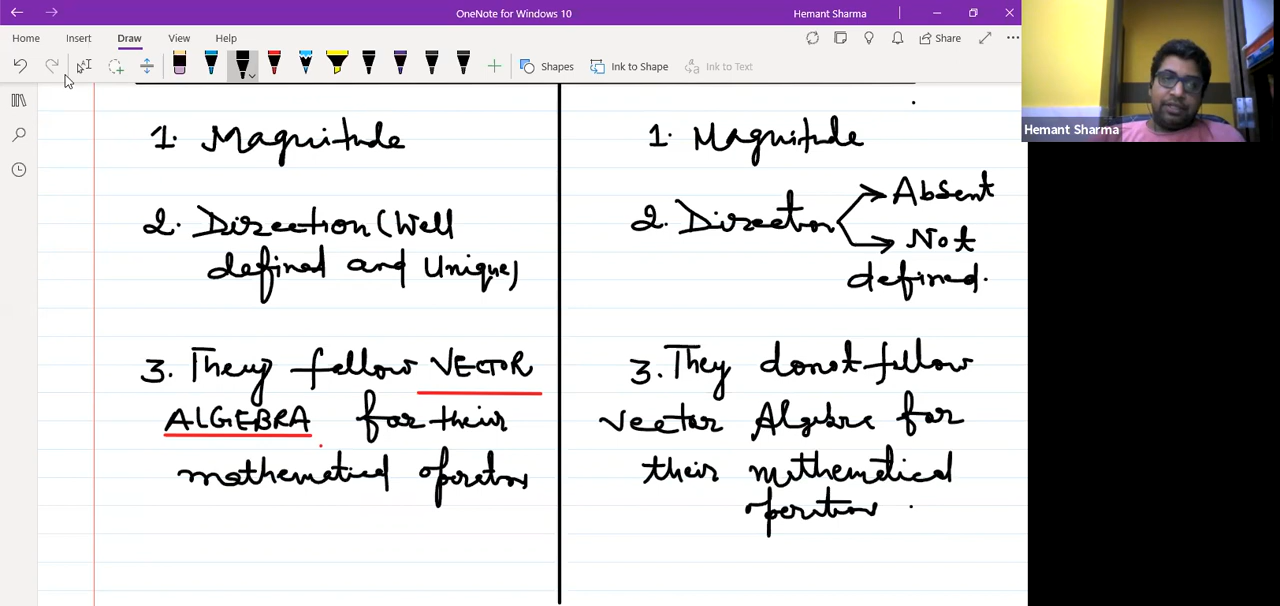 OneNote for Windows 10
Hemant Sharma
Home Insert Draw View Help
Share
Shapes Ink to Shape Ink to Text
Hemant Sharma
1. Magnitude
2. Direction (Well
defined and Unique)
3. They follow VECTOR
ALGEBRA for their
mathematical operations
1. Magnitude
2. Direction → Absent
→ Not
defined.
3. They donot follow
Vector Algebra for
their mathematical
operations.